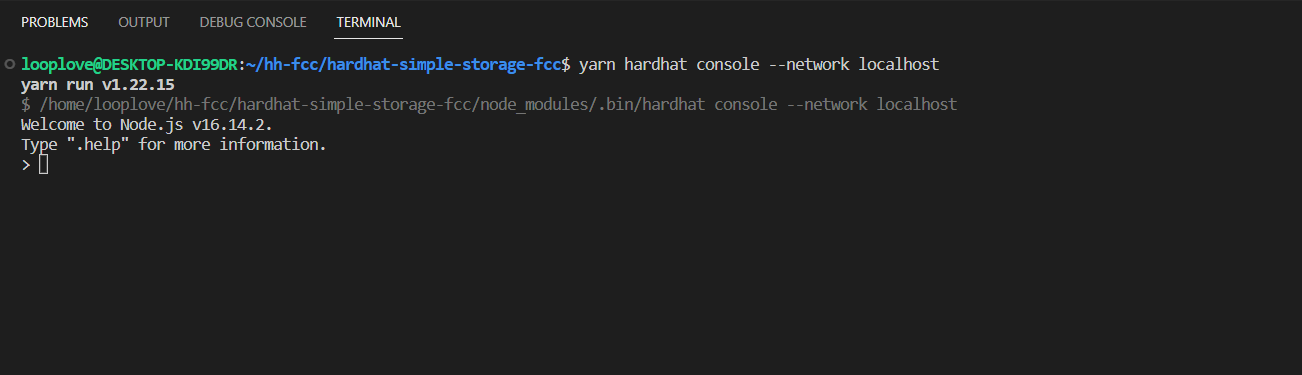 PROBLEMS OUTPUT DEBUG CONSOLE TERMINAL
looplove@DESKTOP-KDI99DR:~/hh-fcc/hardhat-simple-storage-fcc$ yarn hardhat console --network localhost
yarn run v1.22.15
$ /home/looplove/hh-fcc/hardhat-simple-storage-fcc/node_modules/.bin/hardhat console --network localhost
Welcome to Node.js v16.14.2.
Type ".help" for more information.
>